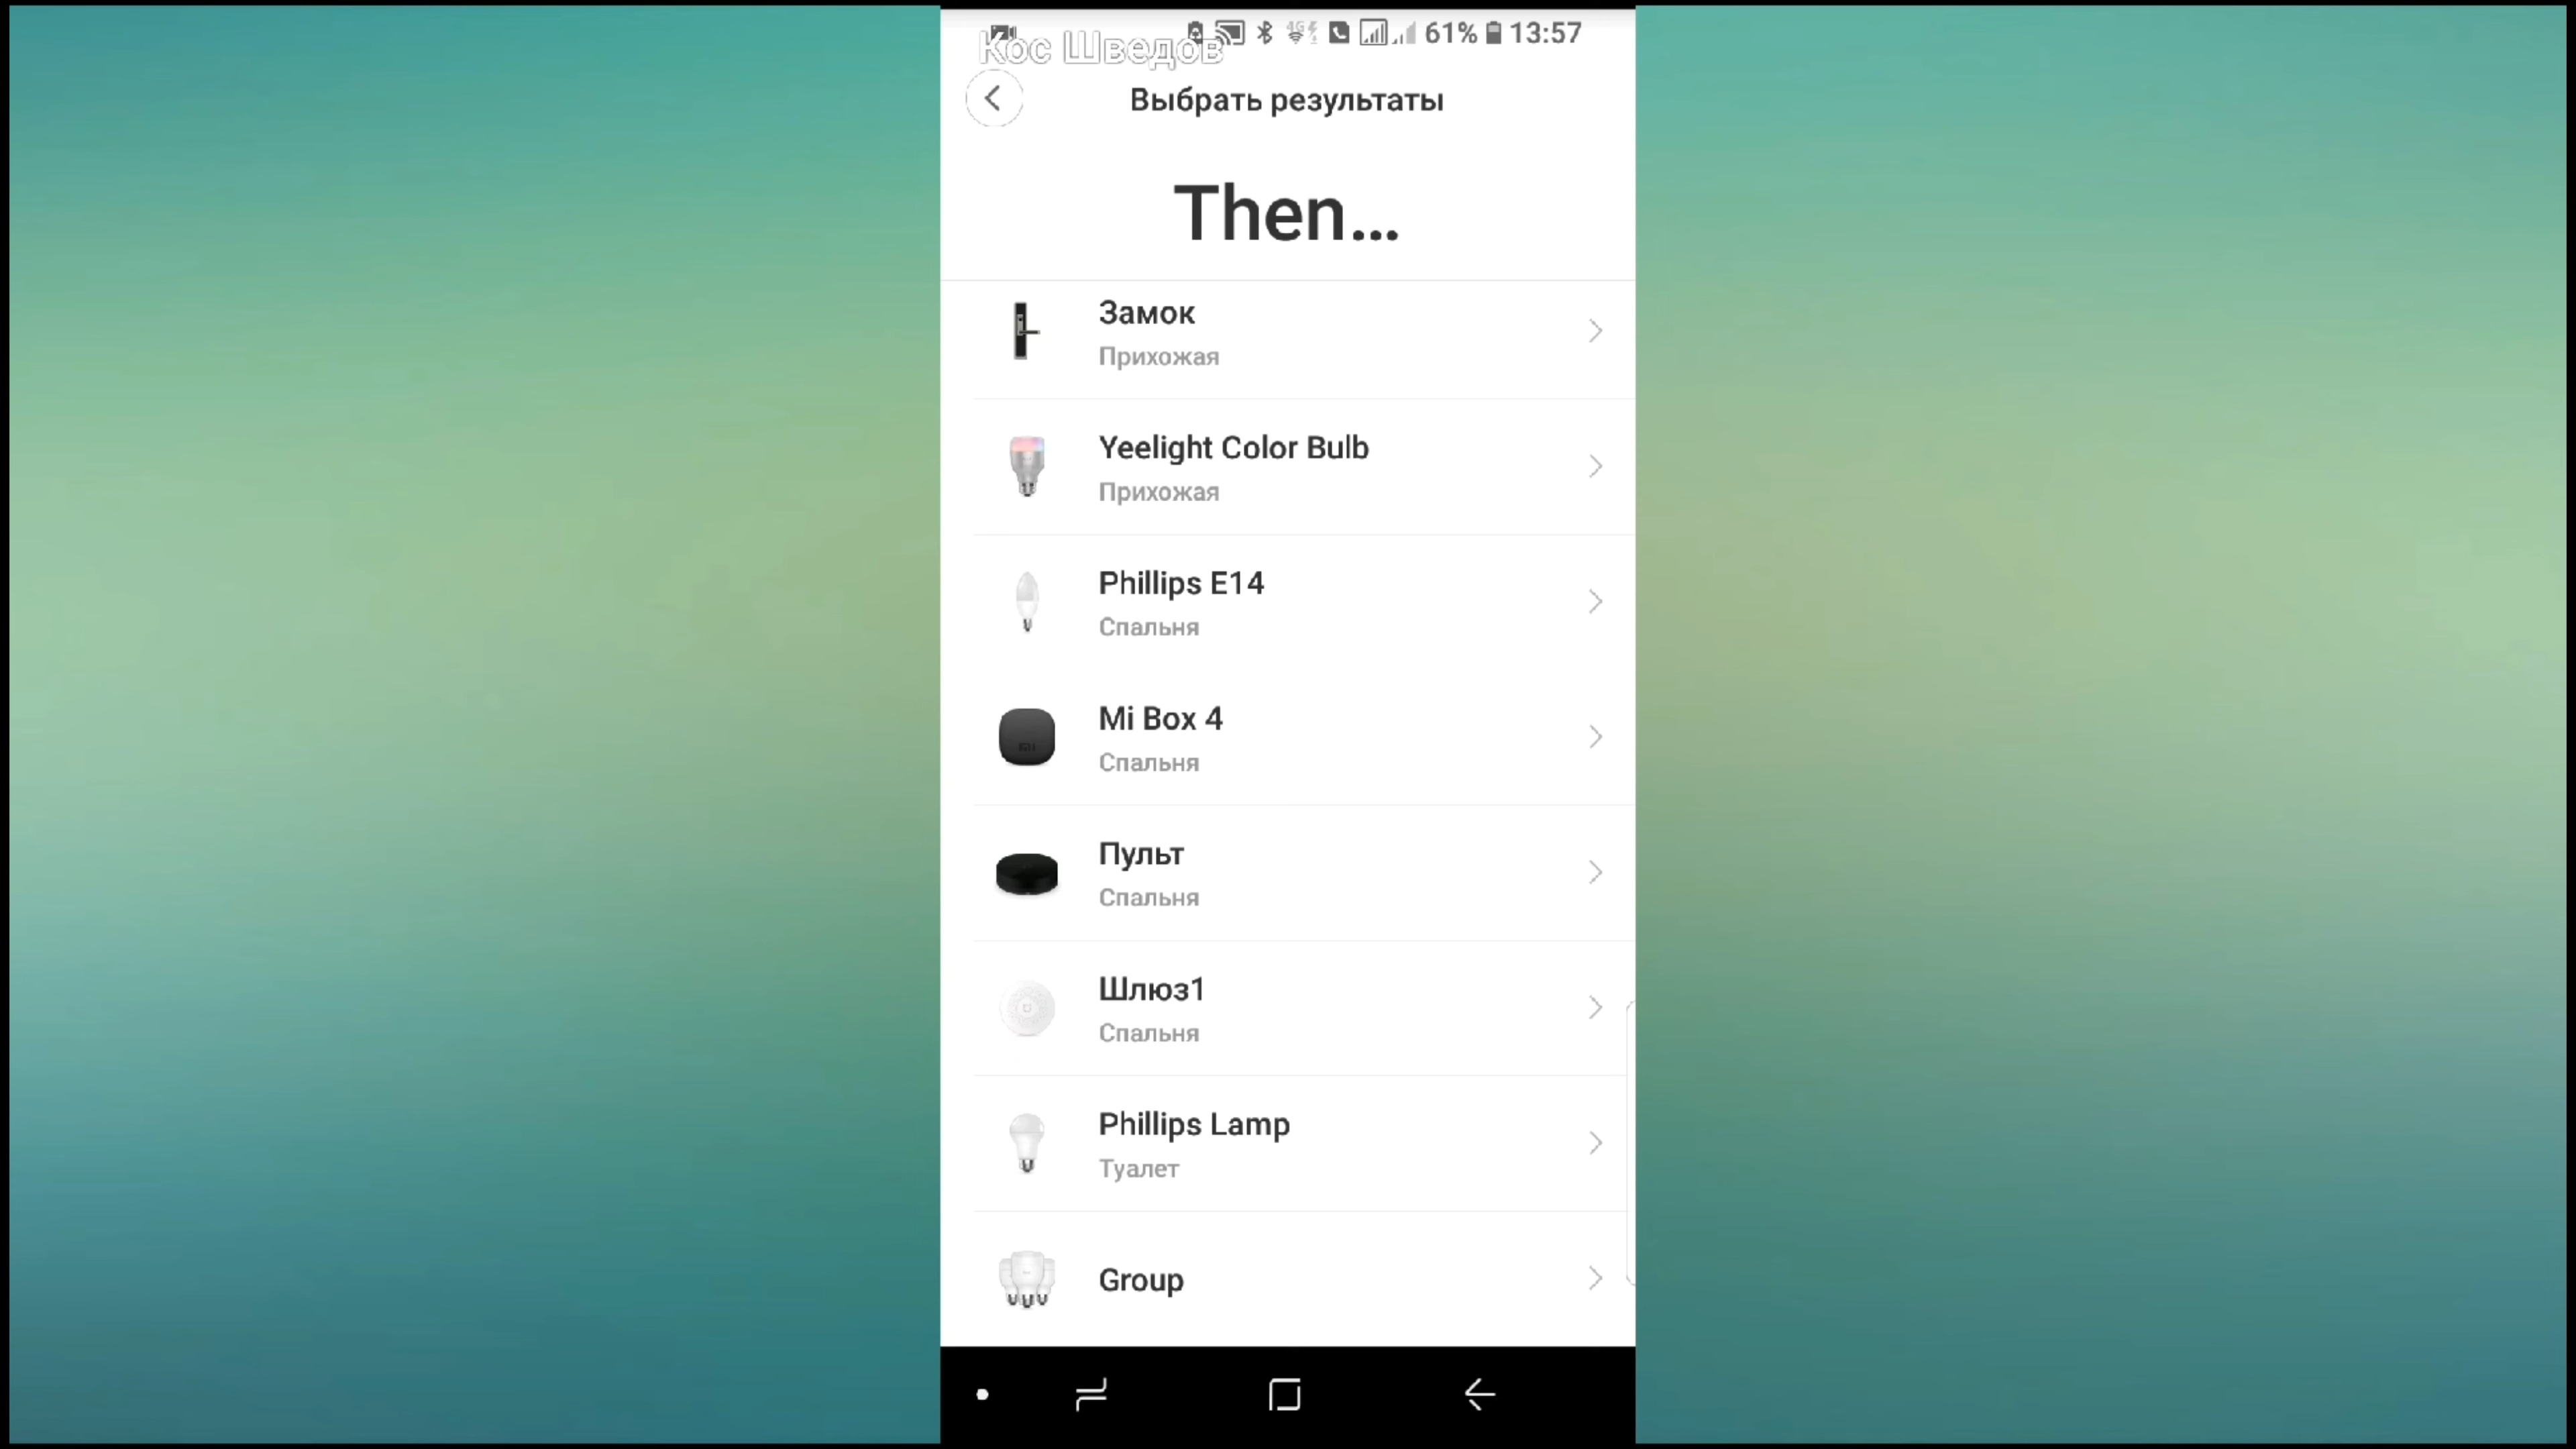 Кос Шведов
61% 13:57
Выбрать результаты
Then...
Замок
Прихожая
Yeelight Color Bulb
Прихожая
Phillips E14
Спальня
Mi Box 4
Спальня
Пульт
Спальня
Шлюз1
Спальня
Phillips Lamp
Туалет
Group